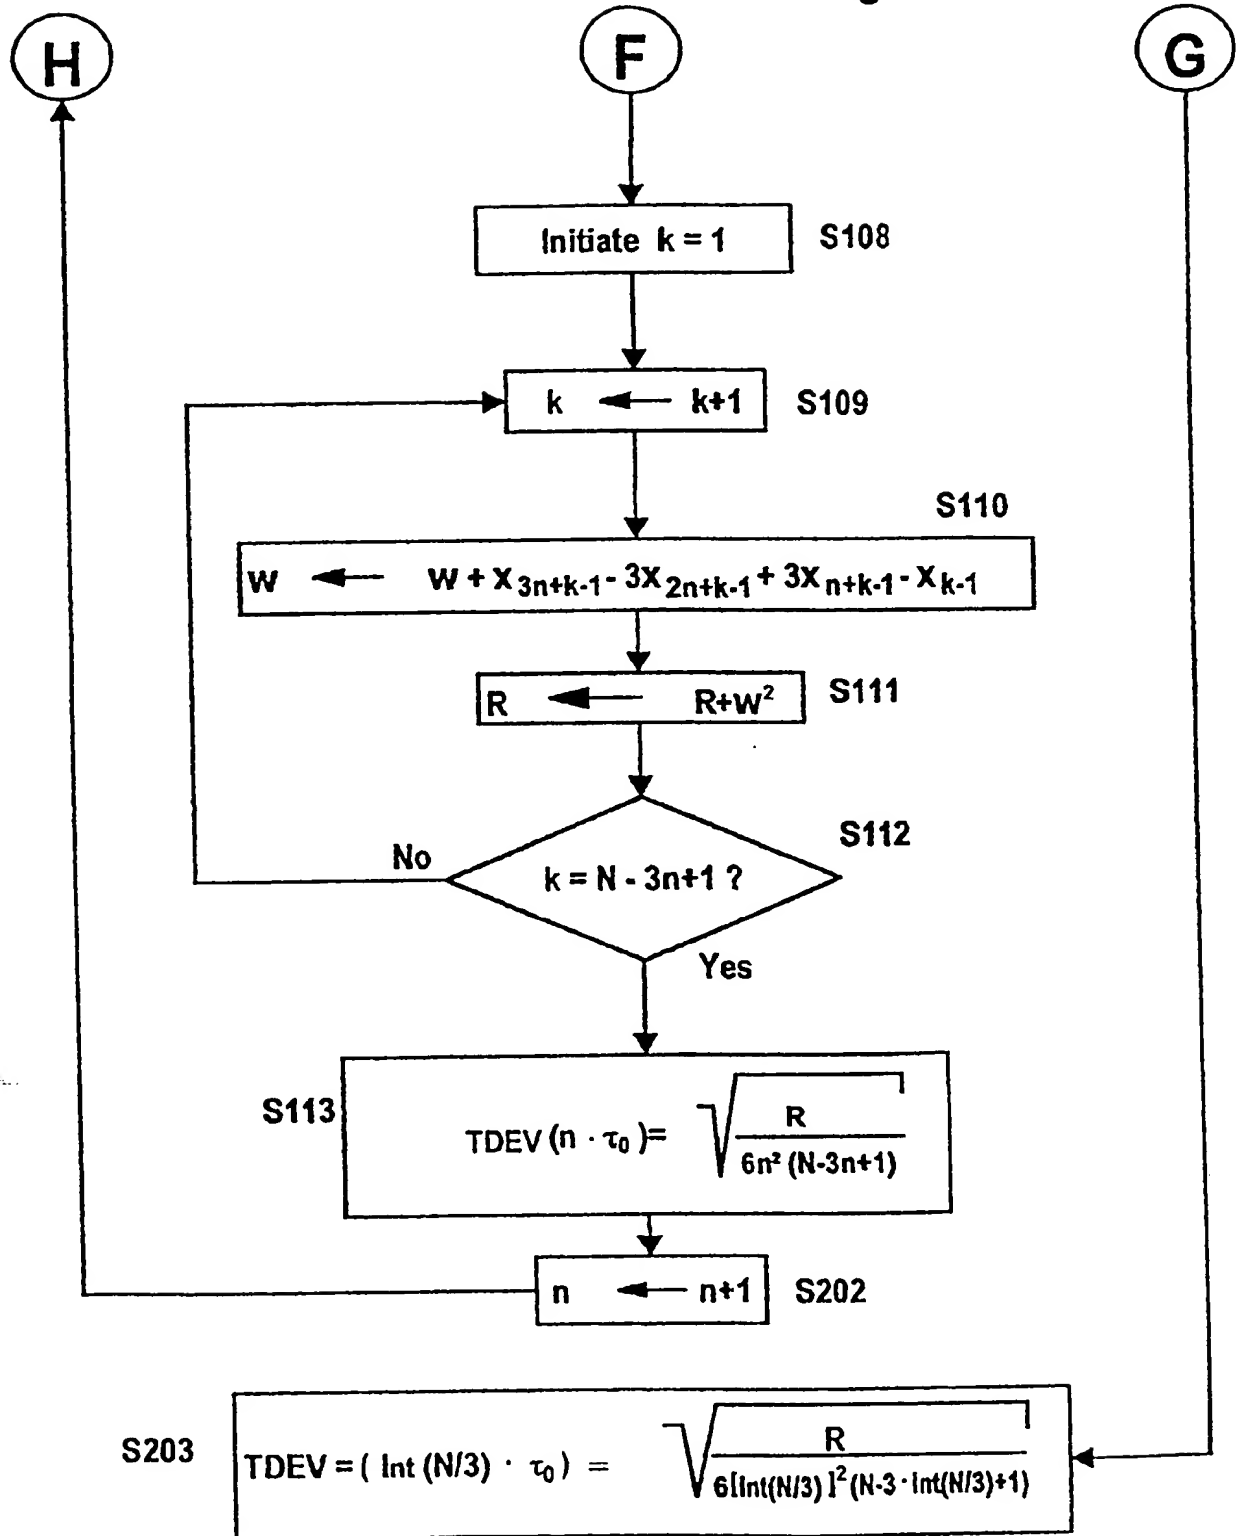 H
F
G
Initiate k = 1
S108
k ← k+1
S109
S110
W ← W + X3n+k-1 - 3X2n+k-1 + 3Xn+k-1 - Xk-1
R ← R+W²
S111
S112
No
k = N - 3n+1 ?
Yes
S113
TDEV (n · τ₀)= √ R / 6n² (N-3n+1)
n ← n+1
S202
S203
TDEV = ( Int (N/3) · τ₀) = √ R / 6[Int(N/3)]² (N-3 · Int(N/3)+1)